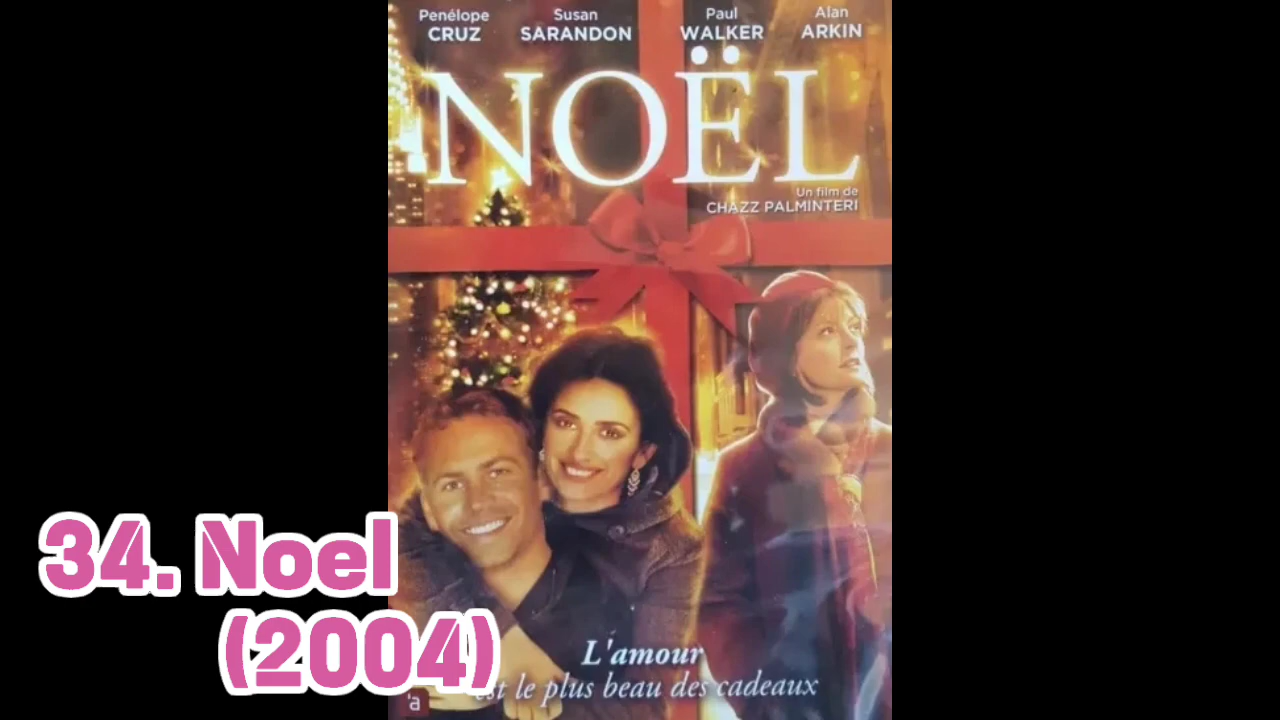 Penélope Susan Paul Alan
CRUZ SARANDON WALKER ARKIN
NOËL
Un film de
CHAZZ PALMINTERI
34. Noel
(2004)
L'amour
est le plus beau des cadeaux
'a